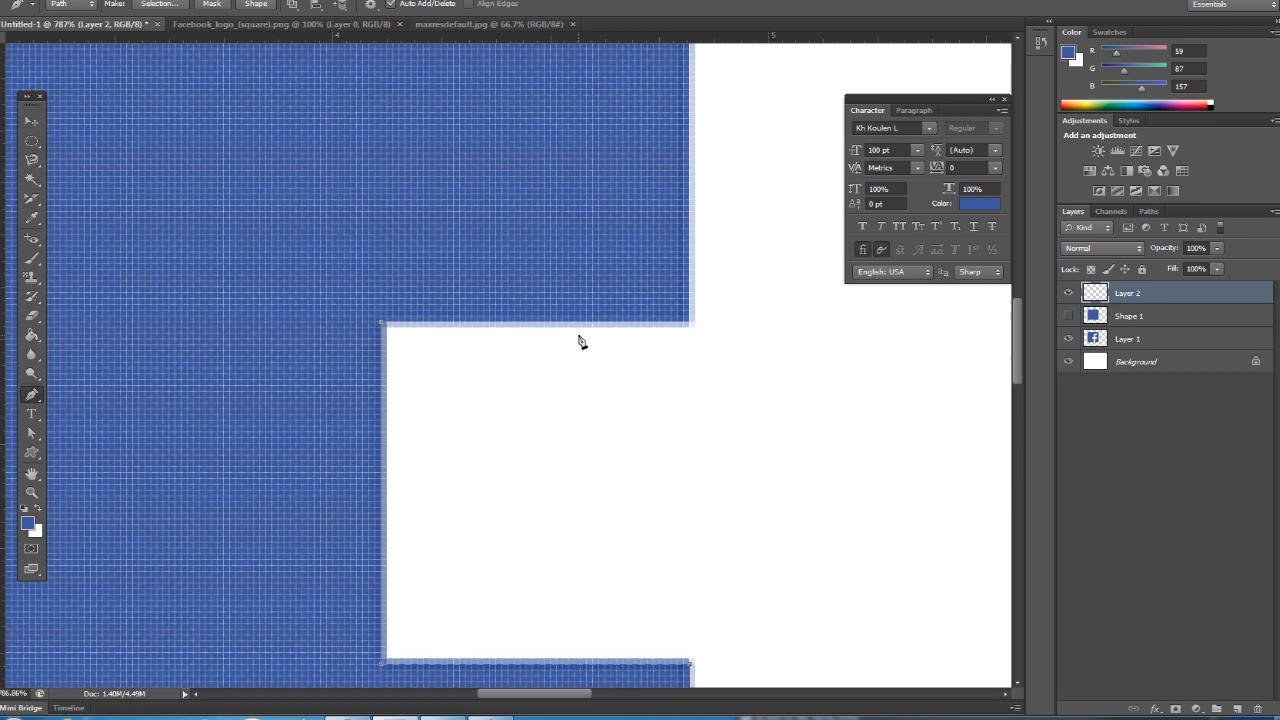 Path Make: Selection... Mask Shape Auto Add/Delete Align Edges Essentials
Untitled-1 @ 787% (Layer 2, RGB/8) * × Facebook_logo_(square).png @ 100% (Layer 0, RGB/8) × maxresdefault.jpg @ 66.7% (RGB/8#) ×
4 5
Color Swatches
R 59
G 87
B 157
Character Paragraph
Kh Koulen L Regular
100 pt (Auto)
Metrics 0
100% 100%
0 pt Color:
English: USA Sharp
Adjustments Styles
Add an adjustment
Layers Channels Paths
Kind
Normal Opacity: 100%
Lock: Fill: 100%
Layer 2
Shape 1
Layer 1
Background
86.86% Doc: 1.40M/4.49M
Mini Bridge Timeline